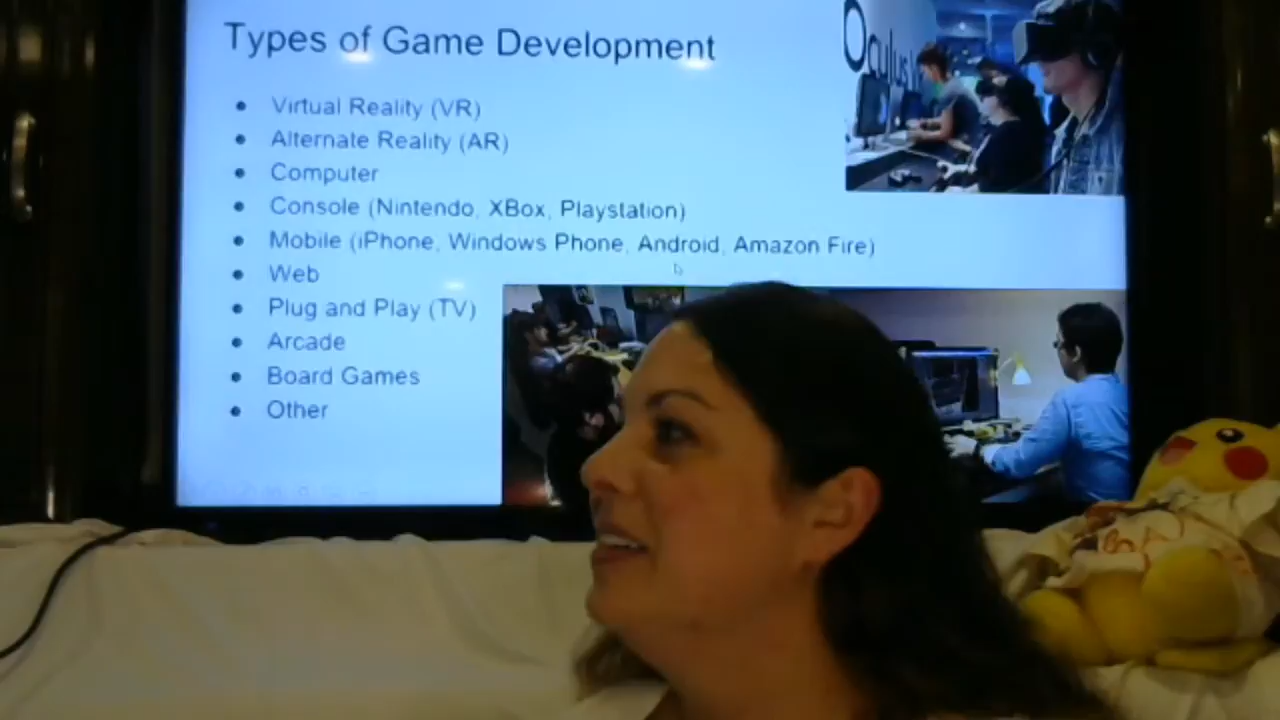 Types of Game Development
Oculus
• Virtual Reality (VR)
• Alternate Reality (AR)
• Computer
• Console (Nintendo, XBox, Playstation)
• Mobile (iPhone, Windows Phone, Android, Amazon Fire)
• Web
• Plug and Play (TV)
• Arcade
• Board Games
• Other